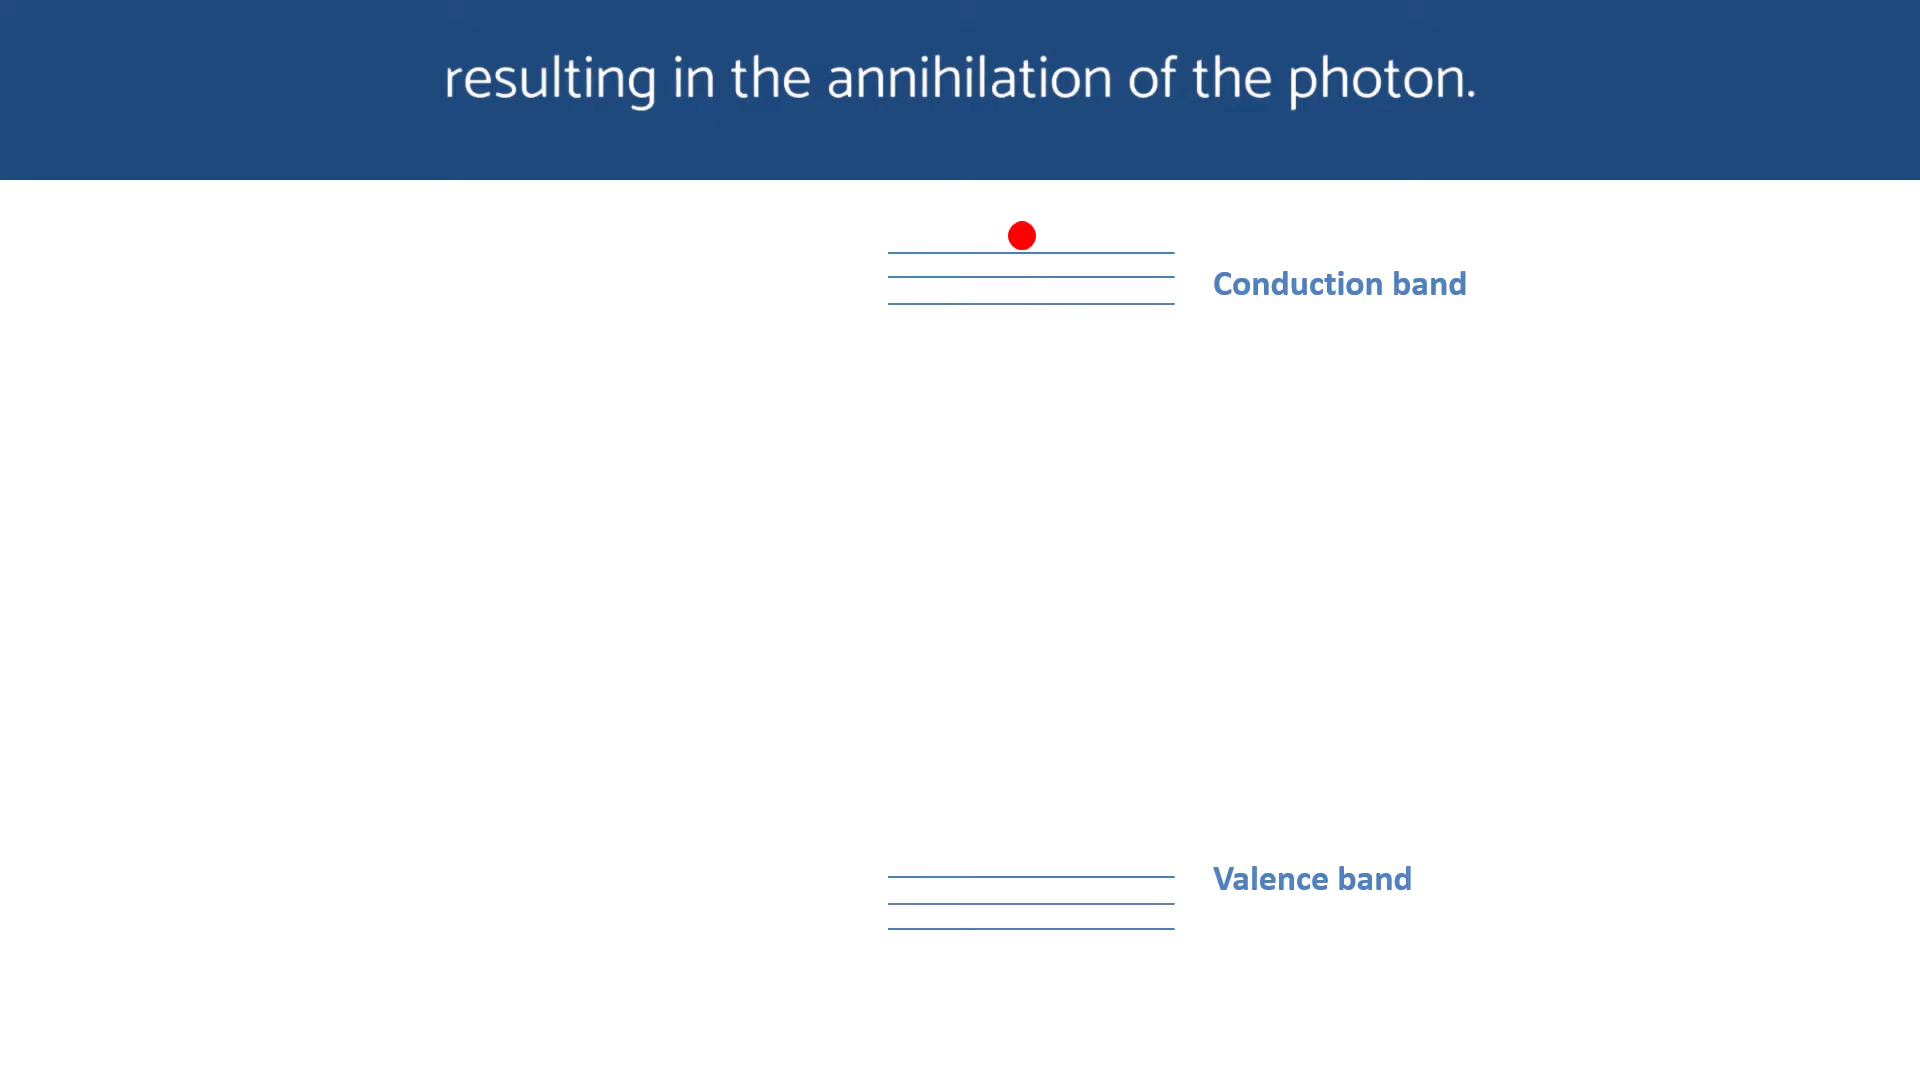 resulting in the annihilation of the photon.
Conduction band
Valence band